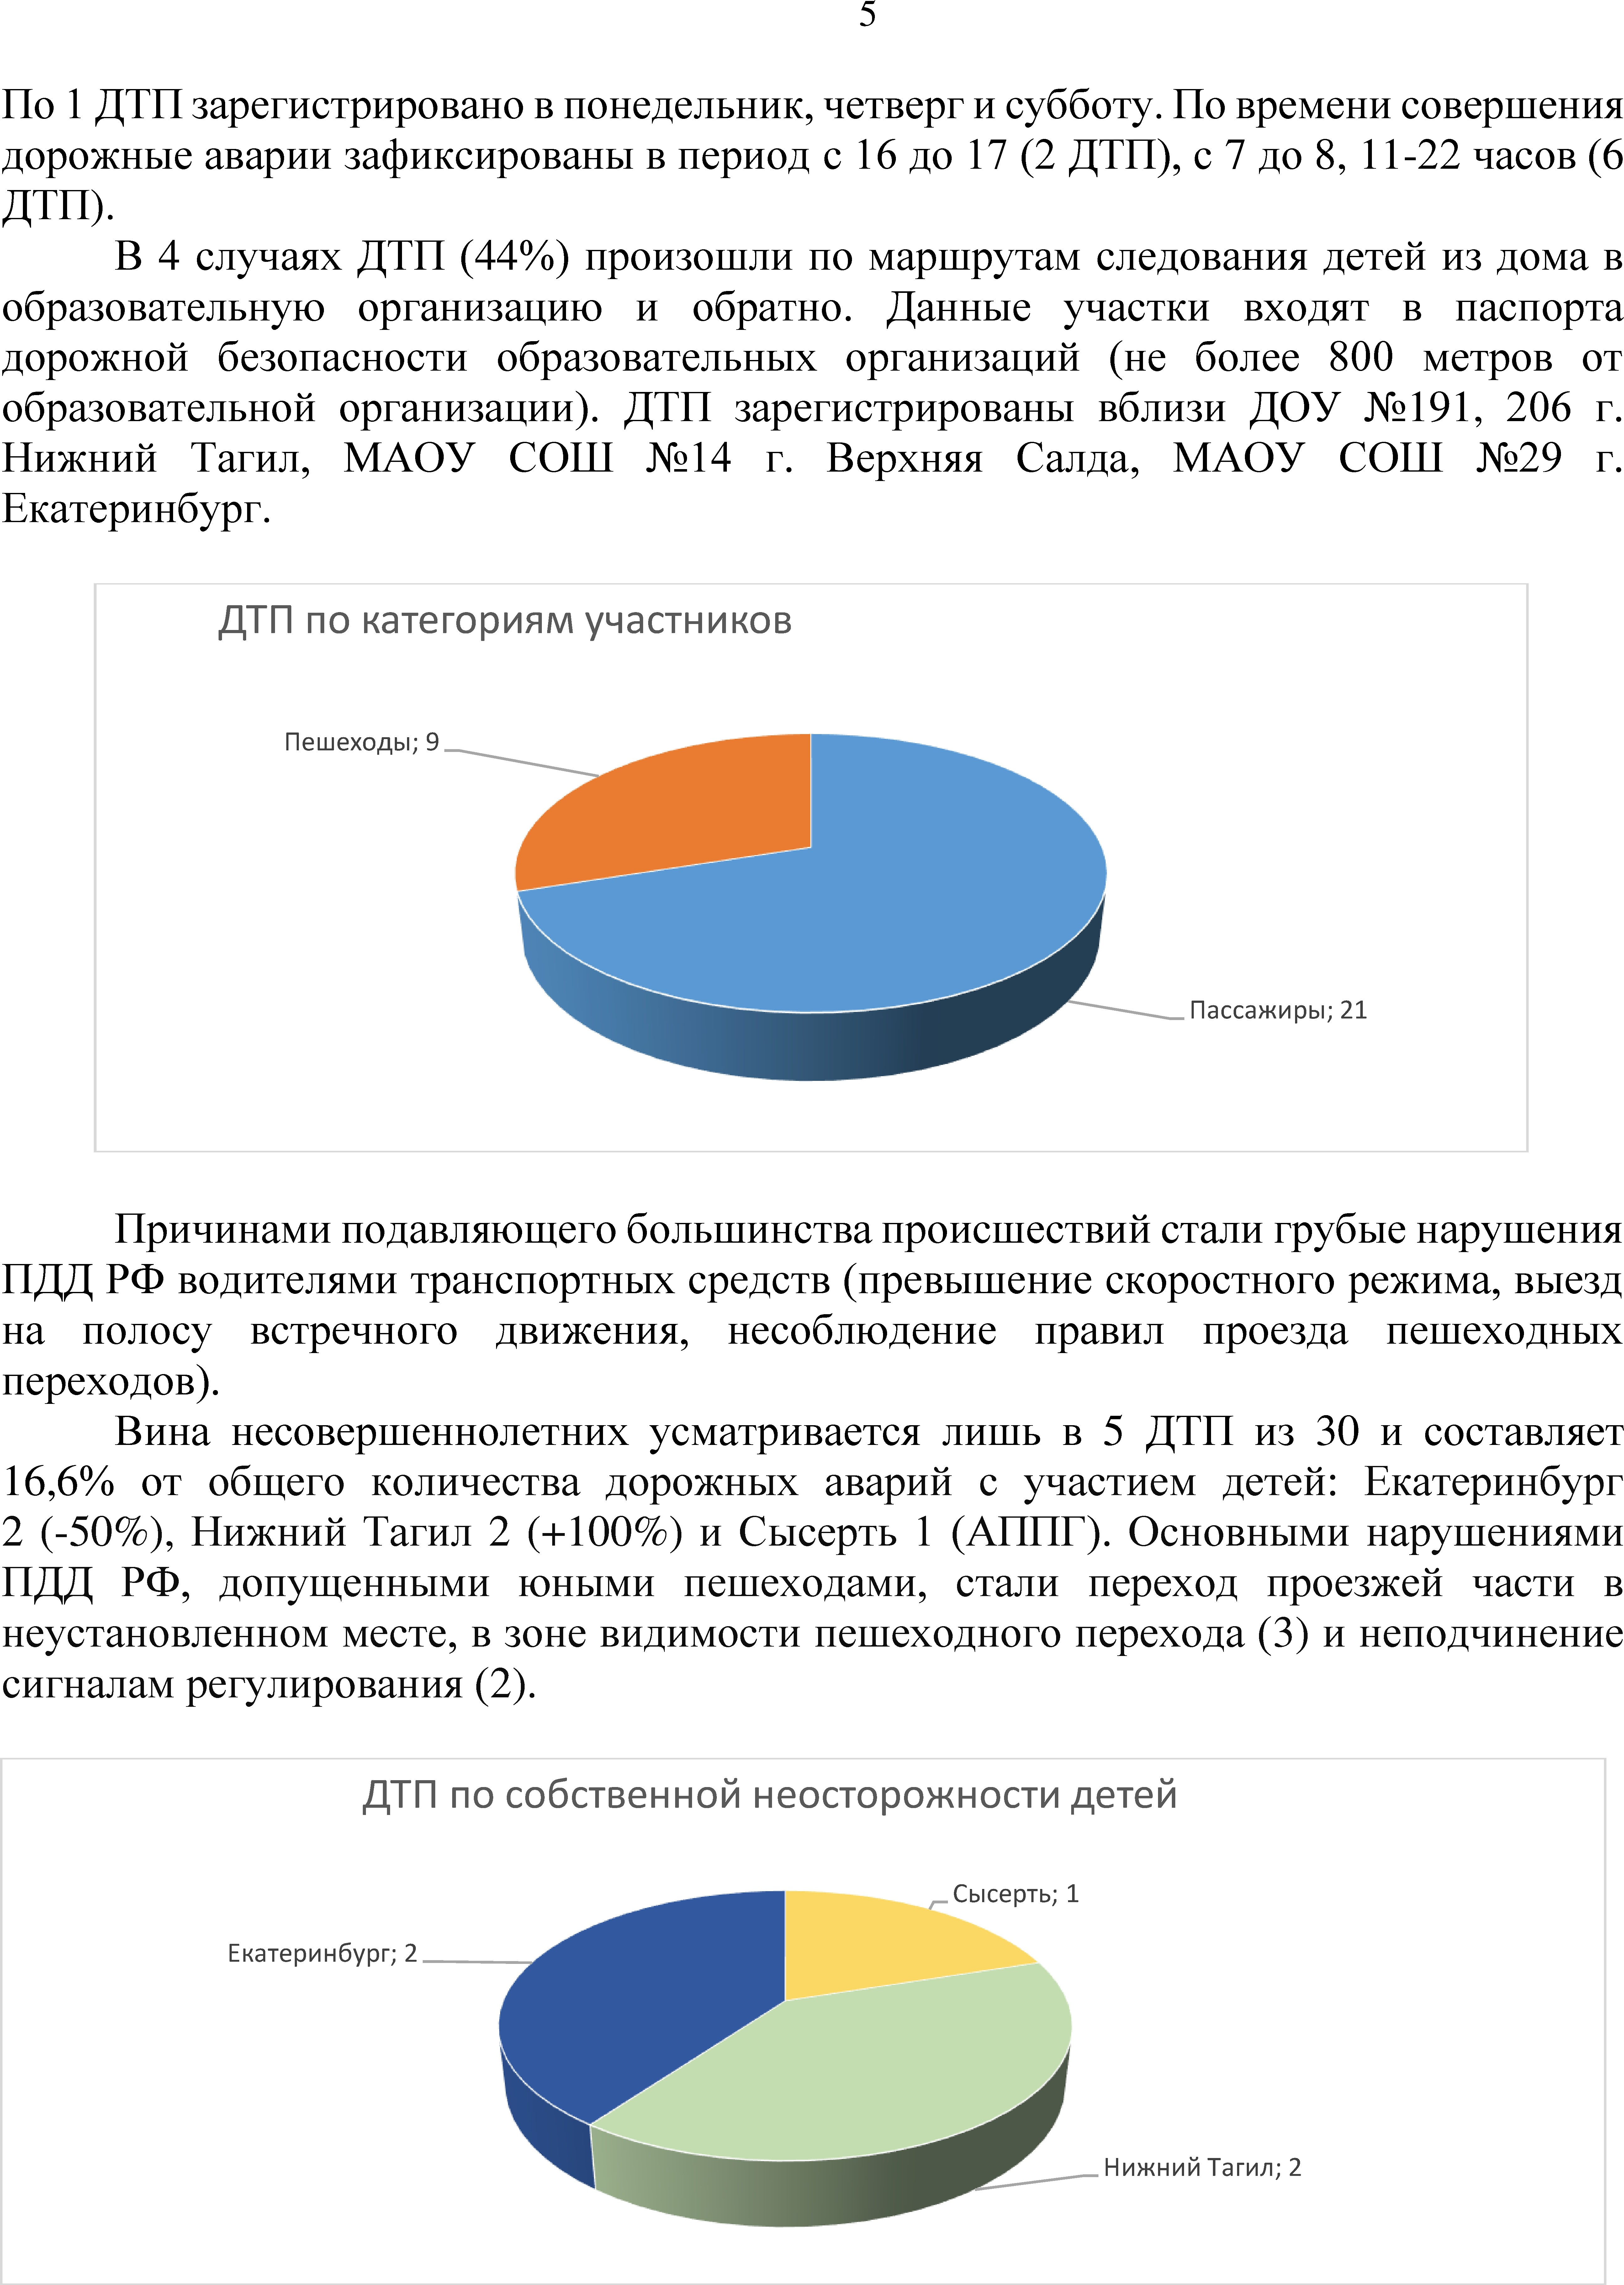 5
По 1 ДТП зарегистрировано в понедельник, четверг и субботу. По времени совершения
дорожные аварии зафиксированы в период с 16 до 17 (2 ДТП), с 7 до 8, 11-22 часов (6
ДТП).
В 4 случаях ДТП (44%) произошли по маршрутам следования детей из дома в
образовательную организацию и обратно. Данные участки входят в паспорта
дорожной безопасности образовательных организаций (не более 800 метров от
образовательной организации). ДТП зарегистрированы вблизи ДОУ №191, 206 г.
Нижний Тагил, МАОУ СОШ №14 г. Верхняя Салда, МАОУ СОШ №29 г.
Екатеринбург.
ДТП по категориям участников
Пешеходы; 9
Пассажиры; 21
Причинами подавляющего большинства происшествий стали грубые нарушения
ПДД РФ водителями транспортных средств (превышение скоростного режима, выезд
на полосу встречного движения, несоблюдение правил проезда пешеходных
переходов).
Вина несовершеннолетних усматривается лишь в 5 ДТП из 30 и составляет
16,6% от общего количества дорожных аварий с участием детей: Екатеринбург
2 (-50%), Нижний Тагил 2 (+100%) и Сысерть 1 (АППГ). Основными нарушениями
ПДД РФ, допущенными юными пешеходами, стали переход проезжей части в
неустановленном месте, в зоне видимости пешеходного перехода (3) и неподчинение
сигналам регулирования (2).
ДТП по собственной неосторожности детей
Сысерть; 1
Екатеринбург; 2
Нижний Тагил; 2